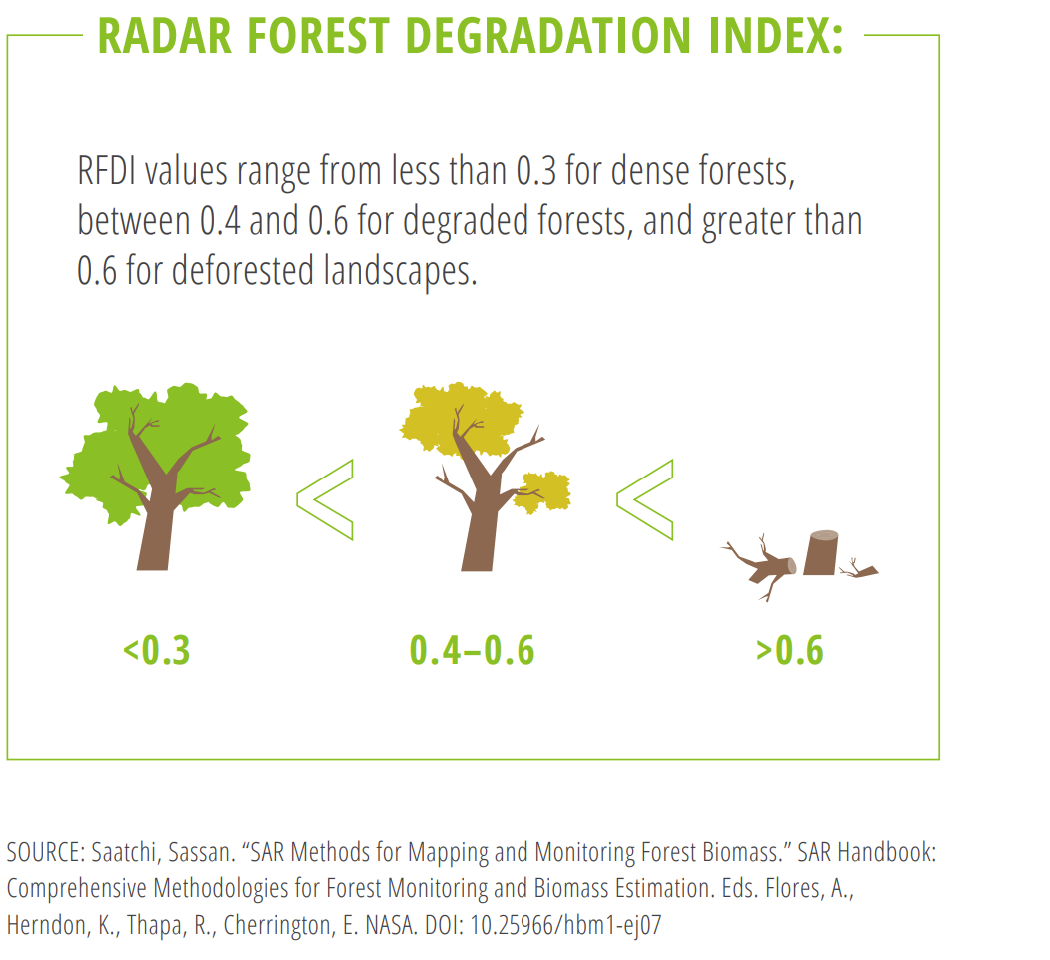 RADAR FOREST DEGRADATION INDEX:
RFDI values range from less than 0.3 for dense forests,
between 0.4 and 0.6 for degraded forests, and greater than
0.6 for deforested landscapes.
< <
<0.3 0.4–0.6 >0.6
SOURCE: Saatchi, Sassan. “SAR Methods for Mapping and Monitoring Forest Biomass.” SAR Handbook:
Comprehensive Methodologies for Forest Monitoring and Biomass Estimation. Eds. Flores, A.,
Herndon, K., Thapa, R., Cherrington, E. NASA. DOI: 10.25966/hbm1-ej07